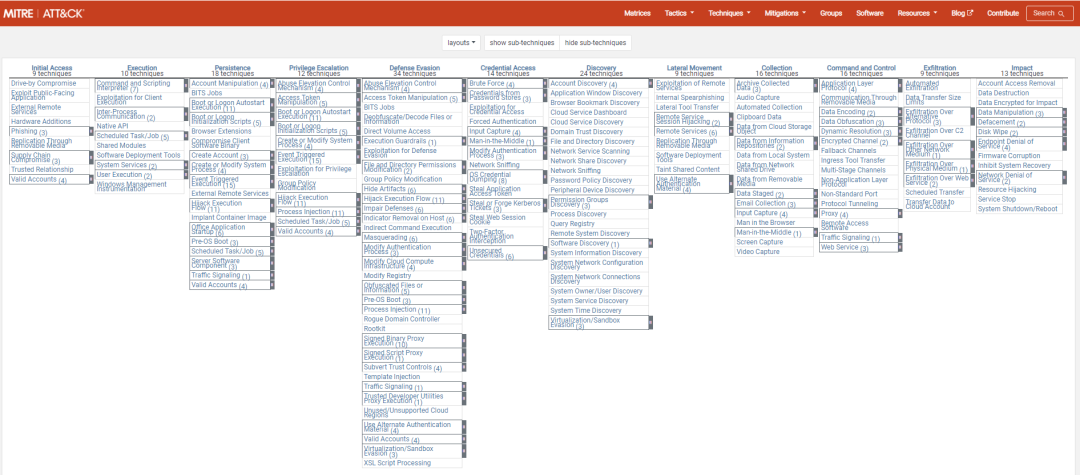 MITRE | ATT&CK®
Matrices
Tactics
Techniques
Mitigations
Groups
Software
Resources
Blog
Contribute
Search
layouts
show sub-techniques
hide sub-techniques
Initial Access
9 techniques
Drive-by Compromise
Exploit Public-Facing
Application
External Remote
Services
Hardware Additions
Phishing (3)
Replication Through
Removable Media
Supply Chain
Compromise (3)
Trusted Relationship
Valid Accounts (4)
Execution
10 techniques
Command and Scripting
Interpreter (7)
Exploitation for Client
Execution
Inter-Process
Communication (2)
Native API
Scheduled Task/Job (5)
Shared Modules
Software Deployment Tools
System Services (2)
User Execution (2)
Windows Management
Instrumentation
Persistence
18 techniques
Account Manipulation (4)
BITS Jobs
Boot or Logon Autostart
Execution (11)
Boot or Logon
Initialization Scripts (5)
Browser Extensions
Compromise Client
Software Binary
Create Account (3)
Create or Modify System
Process (4)
Event Triggered
Execution (15)
External Remote Services
Hijack Execution
Flow (11)
Implant Container Image
Office Application
Startup (6)
Pre-OS Boot (3)
Scheduled Task/Job (5)
Server Software
Component (3)
Traffic Signaling (1)
Valid Accounts (4)
Privilege Escalation
12 techniques
Abuse Elevation Control
Mechanism (4)
Access Token
Manipulation (5)
Boot or Logon Autostart
Execution (11)
Boot or Logon
Initialization Scripts (5)
Create or Modify System
Process (4)
Event Triggered
Execution (15)
Exploitation for Privilege
Escalation
Group Policy
Modification
Hijack Execution
Flow (11)
Process Injection (11)
Scheduled Task/Job (5)
Valid Accounts (4)
Defense Evasion
34 techniques
Abuse Elevation Control
Mechanism (4)
Access Token Manipulation (5)
BITS Jobs
Deobfuscate/Decode Files or
Information
Direct Volume Access
Execution Guardrails (1)
Exploitation for Defense
Evasion
File and Directory Permissions
Modification (2)
Group Policy Modification
Hide Artifacts (6)
Hijack Execution Flow (11)
Impair Defenses (6)
Indicator Removal on Host (6)
Indirect Command Execution
Masquerading (6)
Modify Authentication
Process (3)
Modify Cloud Compute
Infrastructure (4)
Modify Registry
Obfuscated Files or
Information (5)
Pre-OS Boot (3)
Process Injection (11)
Rogue Domain Controller
Rootkit
Signed Binary Proxy
Execution (10)
Signed Script Proxy
Execution (1)
Subvert Trust Controls (4)
Template Injection
Traffic Signaling (1)
Trusted Developer Utilities
Proxy Execution (1)
Unused/Unsupported Cloud
Regions
Use Alternate Authentication
Material (4)
Valid Accounts (4)
Virtualization/Sandbox
Evasion (3)
XSL Script Processing
Credential Access
14 techniques
Brute Force (4)
Credentials from
Password Stores (3)
Exploitation for
Credential Access
Forced Authentication
Input Capture (4)
Man-in-the-Middle (1)
Modify Authentication
Process (3)
Network Sniffing
OS Credential
Dumping (8)
Steal Application
Access Token
Steal or Forge Kerberos
Tickets (3)
Steal Web Session
Cookie
Two-Factor
Authentication
Interception
Unsecured
Credentials (6)
Discovery
24 techniques
Account Discovery (4)
Application Window Discovery
Browser Bookmark Discovery
Cloud Service Dashboard
Cloud Service Discovery
Domain Trust Discovery
File and Directory Discovery
Network Service Scanning
Network Share Discovery
Network Sniffing
Password Policy Discovery
Peripheral Device Discovery
Permission Groups
Discovery (3)
Process Discovery
Query Registry
Remote System Discovery
Software Discovery (1)
System Information Discovery
System Network Configuration
Discovery
System Network Connections
Discovery
System Owner/User Discovery
System Service Discovery
System Time Discovery
Virtualization/Sandbox
Evasion (3)
Lateral Movement
9 techniques
Exploitation of Remote
Services
Internal Spearphishing
Lateral Tool Transfer
Remote Service
Session Hijacking (2)
Remote Services (6)
Replication Through
Removable Media
Software Deployment
Tools
Taint Shared Content
Use Alternate
Authentication
Material (4)
Collection
16 techniques
Archive Collected
Data (3)
Audio Capture
Automated Collection
Clipboard Data
Data from Cloud Storage
Object
Data from Information
Repositories (2)
Data from Local System
Data from Network
Shared Drive
Data from Removable
Media
Data Staged (2)
Email Collection (3)
Input Capture (4)
Man in the Browser
Man-in-the-Middle (1)
Screen Capture
Video Capture
Command and Control
16 techniques
Application Layer
Protocol (4)
Communication Through
Removable Media
Data Encoding (2)
Data Obfuscation (3)
Dynamic Resolution (3)
Encrypted Channel (2)
Fallback Channels
Ingress Tool Transfer
Multi-Stage Channels
Non-Application Layer
Protocol
Non-Standard Port
Protocol Tunneling
Proxy (4)
Remote Access
Software
Traffic Signaling (1)
Web Service (3)
Exfiltration
9 techniques
Automated
Exfiltration
Data Transfer Size
Limits
Exfiltration Over
Alternative
Protocol (3)
Exfiltration Over C2
Channel
Exfiltration Over
Other Network
Medium (1)
Exfiltration Over
Physical Medium (1)
Exfiltration Over Web
Service (2)
Scheduled Transfer
Transfer Data to
Cloud Account
Impact
13 techniques
Account Access Removal
Data Destruction
Data Encrypted for Impact
Data Manipulation (3)
Defacement (2)
Disk Wipe (2)
Endpoint Denial of
Service (4)
Firmware Corruption
Inhibit System Recovery
Network Denial of
Service (2)
Resource Hijacking
Service Stop
System Shutdown/Reboot